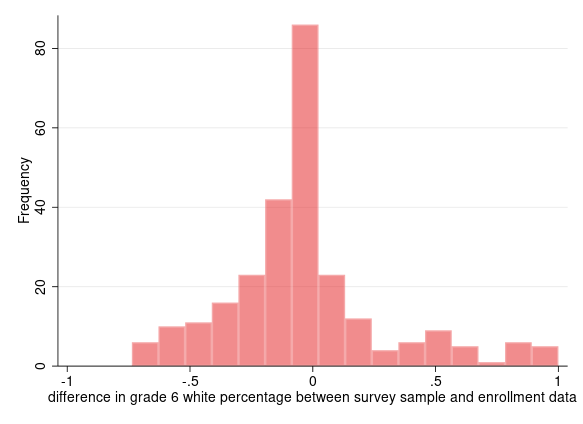 80
60
40
20
0
Frequency
-1 -.5 0 .5 1
difference in grade 6 white percentage between survey sample and enrollment data